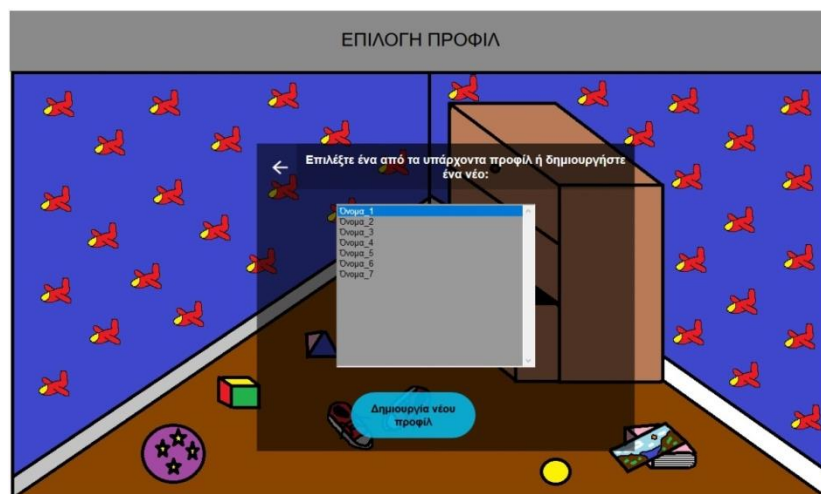 ΕΠΙΛΟΓΗ ΠΡΟΦΙΛ
Επιλέξτε ένα από τα υπάρχοντα προφίλ ή δημιουργήστε
ένα νέο:
Όνομα_1
Όνομα_2
Όνομα_3
Όνομα_4
Όνομα_5
Όνομα_6
Όνομα_7
Δημιουργία νέου
προφίλ